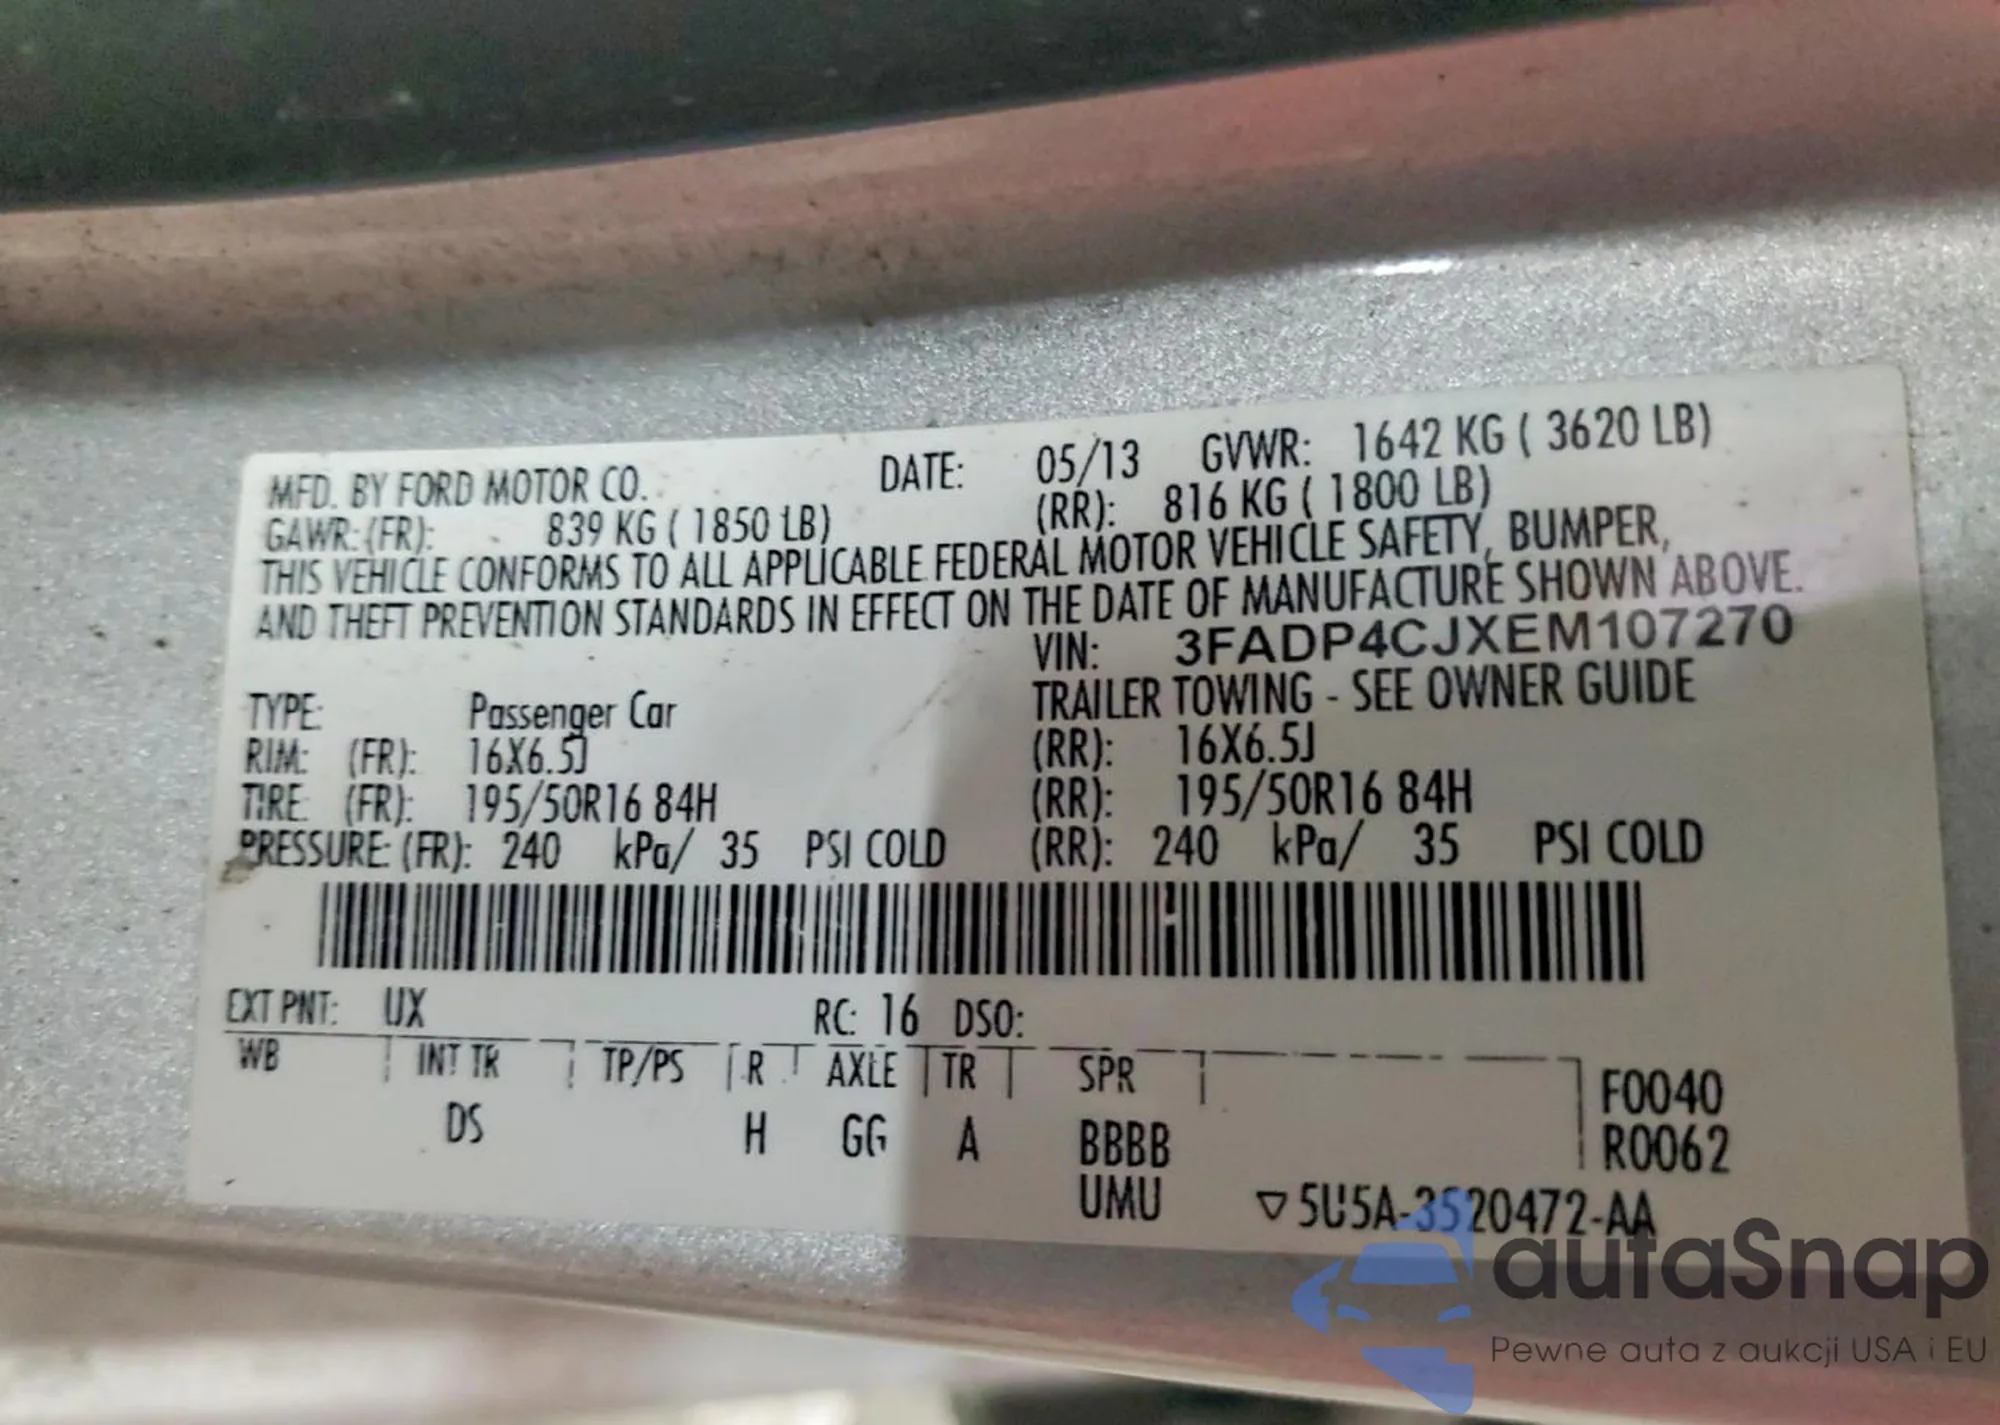 MFD. BY FORD MOTOR CO. DATE: 05/13 GVWR: 1642 KG ( 3620 LB)
GAWR: (FR): 839 KG ( 1850 LB) (RR): 816 KG ( 1800 LB)
THIS VEHICLE CONFORMS TO ALL APPLICABLE FEDERAL MOTOR VEHICLE SAFETY, BUMPER,
AND THEFT PREVENTION STANDARDS IN EFFECT ON THE DATE OF MANUFACTURE SHOWN ABOVE.
VIN: 3FADP4CJXEM107270
TYPE: Passenger Car TRAILER TOWING - SEE OWNER GUIDE
RIM: (FR): 16X6.5J (RR): 16X6.5J
TIRE: (FR): 195/50R16 84H (RR): 195/50R16 84H
PRESSURE: (FR): 240 kPa/ 35 PSI COLD (RR): 240 kPa/ 35 PSI COLD
EXT PNT: UX RC: 16 DSO:
WB INT TR TP/PS R AXLE TR SPR F0040
DS H GG A BBBB R0062
UMU ▽5U5A-3520472-AA
autaSnap
Pewne auta z aukcji USA i EU